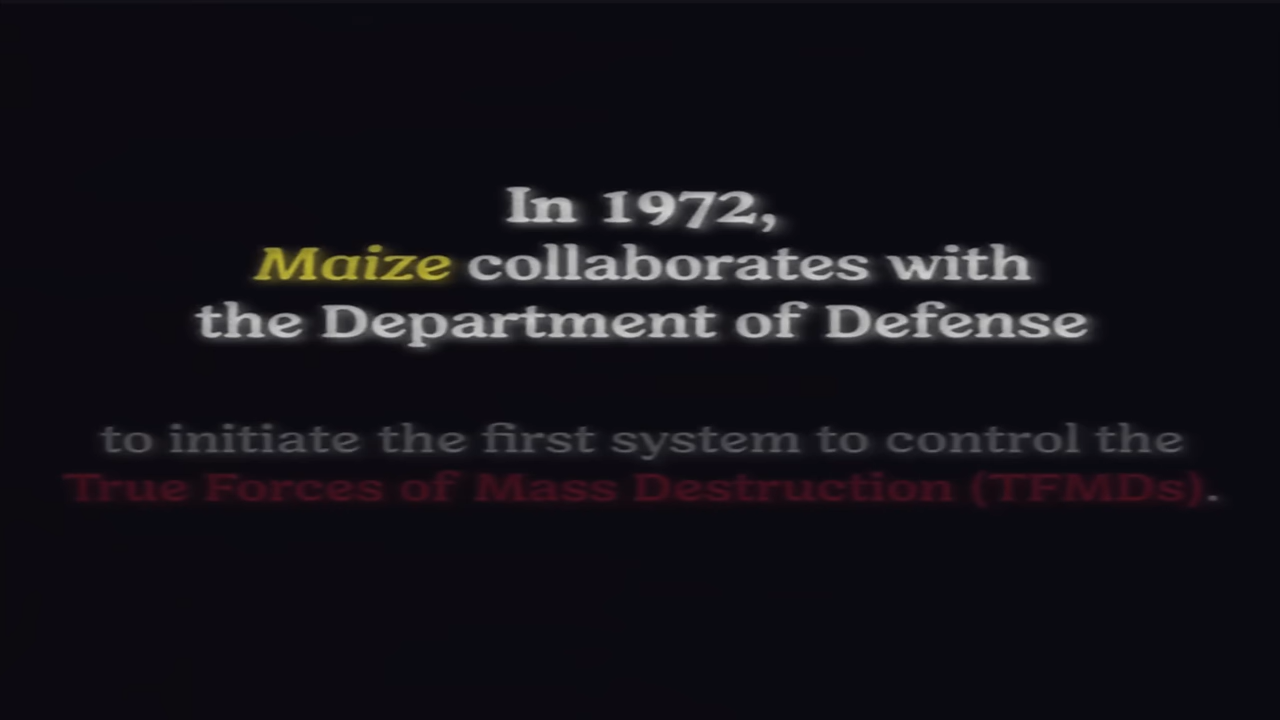 In 1972,
Maize collaborates with
the Department of Defense
to initiate the first system to control the
True Forces of Mass Destruction (TFMDs).